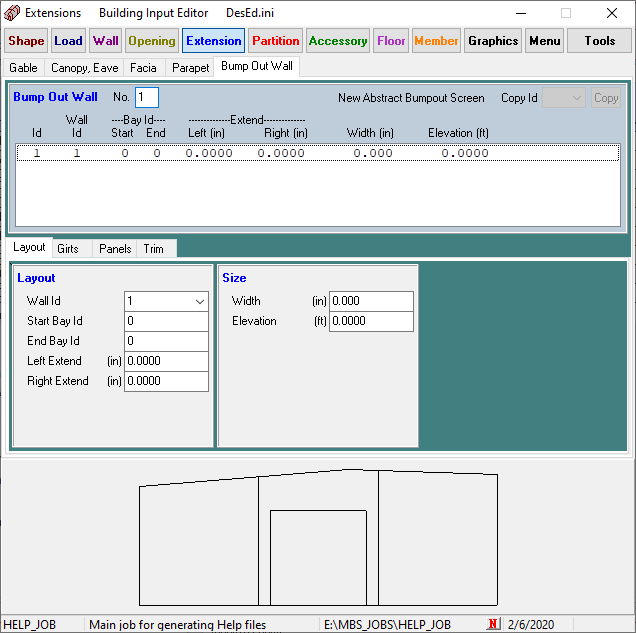 Extensions Building Input Editor DesEd.ini
Shape Load Wall Opening Extension Partition Accessory Floor Member Graphics Menu Tools
Gable Canopy, Eave Facia Parapet Bump Out Wall
Bump Out Wall No. 1 New Abstract Bumpout Screen Copy Id Copy
Wall ----Bay Id---- -------------Extend-------------
Id Id Start End Left (in) Right (in) Width (in) Elevation (ft)
1 1 0 0 0.0000 0.0000 0.000 0.0000
Layout Girts Panels Trim
Layout Size
Wall Id 1 Width (in) 0.000
Start Bay Id 0 Elevation (ft) 0.0000
End Bay Id 0
Left Extend (in) 0.0000
Right Extend (in) 0.0000
HELP_JOB Main job for generating Help files E:\MBS_JOBS\HELP_JOB N 2/6/2020